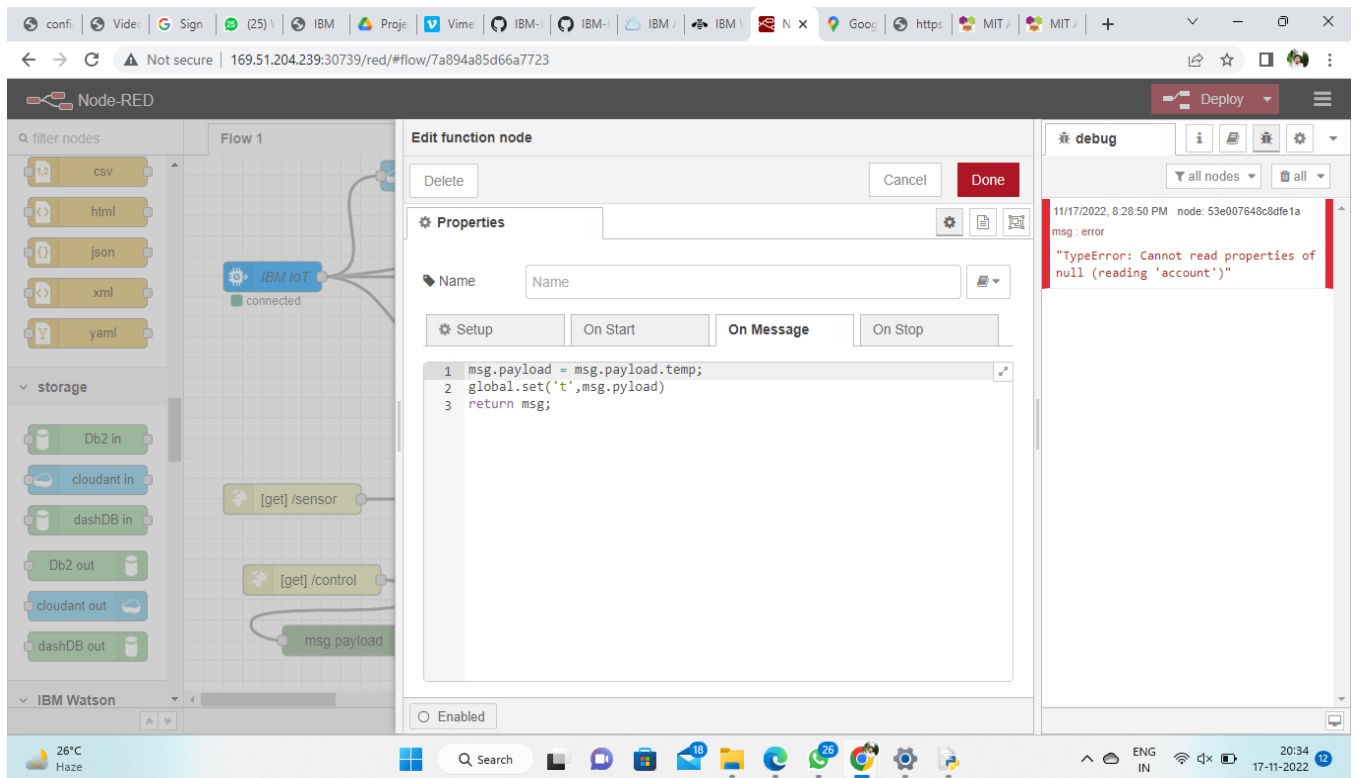 confi
Vide
Sign
(25) \
IBM
Proje
Vime
IBM-
IBM-
IBM /
IBM \
N
Goog
https
MIT
MIT
Not secure
169.51.204.239:30739/red/#flow/7a894a85d66a7723
Node-RED
Deploy
filter nodes
Flow 1
Edit function node
debug
Delete
Cancel
Done
all nodes
all
csv
html
json
xml
yaml
storage
Db2 in
cloudant in
dashDB in
Db2 out
cloudant out
dashDB out
IBM Watson
IBM IoT
connected
[get] /sensor
[get] /control
msg.payload
Properties
Name
Name
Setup
On Start
On Message
On Stop
1 msg.payload = msg.payload.temp;
2 global.set('t',msg.pyload)
3 return msg;
Enabled
11/17/2022, 8:28:50 PM node: 53e007648c8dfe1a
msg : error
"TypeError: Cannot read properties of
null (reading 'account')"
26°C
Haze
Search
18
26
ENG
IN
20:34
17-11-2022
12